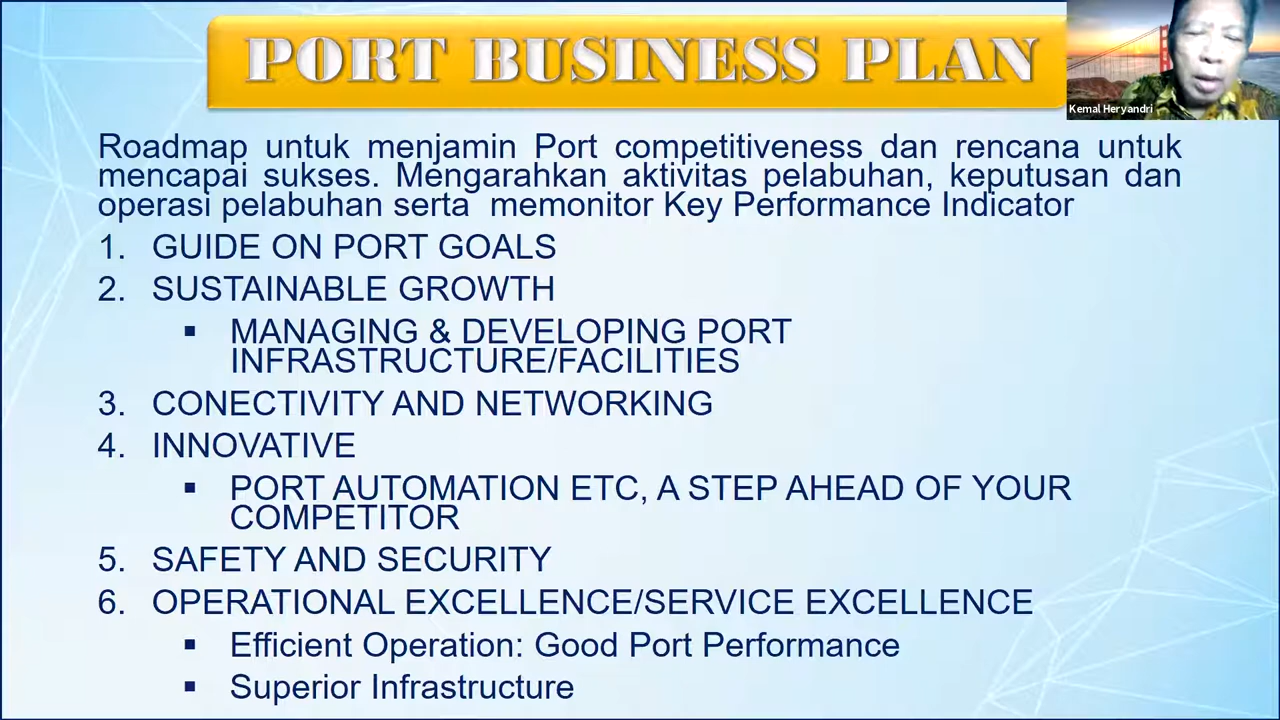 PORT BUSINESS PLAN
Kemal Heryandri
Roadmap untuk menjamin Port competitiveness dan rencana untuk
mencapai sukses. Mengarahkan aktivitas pelabuhan, keputusan dan
operasi pelabuhan serta memonitor Key Performance Indicator
1. GUIDE ON PORT GOALS
2. SUSTAINABLE GROWTH
▪ MANAGING & DEVELOPING PORT
INFRASTRUCTURE/FACILITIES
3. CONECTIVITY AND NETWORKING
4. INNOVATIVE
▪ PORT AUTOMATION ETC, A STEP AHEAD OF YOUR
COMPETITOR
5. SAFETY AND SECURITY
6. OPERATIONAL EXCELLENCE/SERVICE EXCELLENCE
▪ Efficient Operation: Good Port Performance
▪ Superior Infrastructure